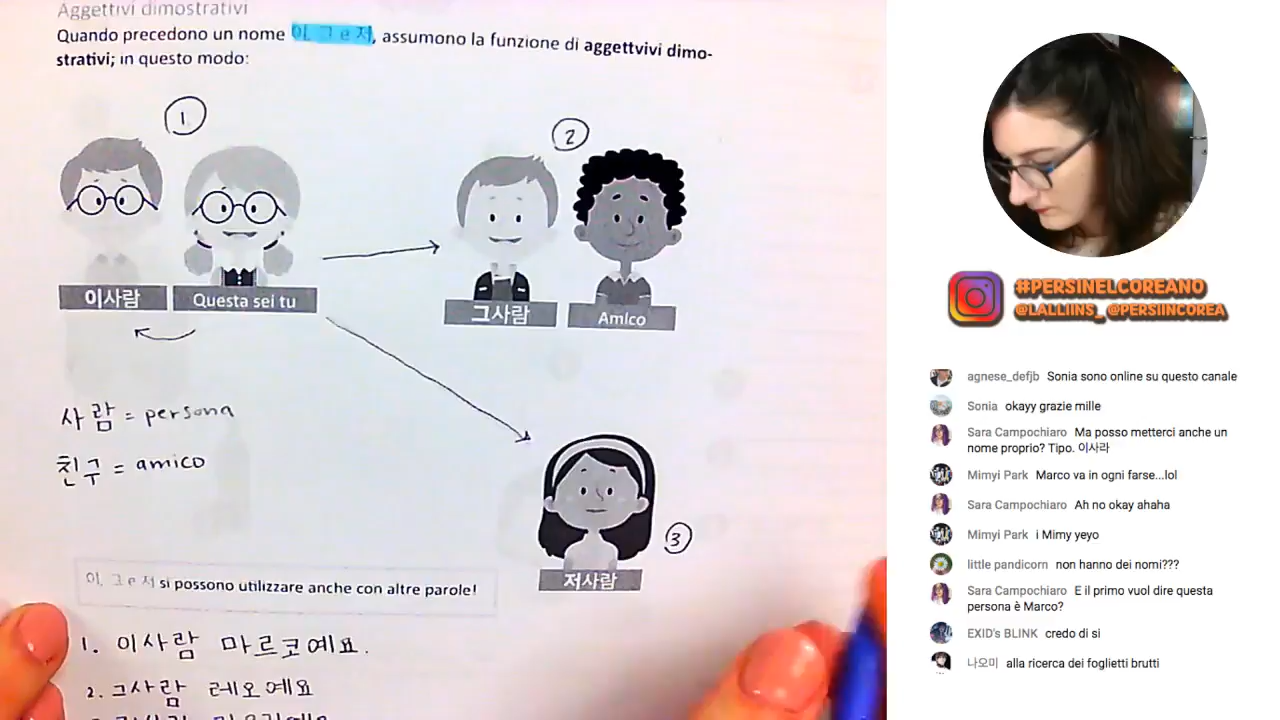 Aggettivi dimostrativi
Quando precedono un nome 이, 그 e 저, assumono la funzione di aggettvivi dimo-
strativi; in questo modo:
1
2
이사람
Questa sei tu
그사람
Amico
사람 = persona
친구 = amico
3
저사람
이, 그 e 저 si possono utilizzare anche con altre parole!
1. 이사람 마르코예요.
2. 그사람 레오예요
#PERSINELCOREANO
@LALLIINS_ @PERSIINCOREA
agnese_defjb Sonia sono online su questo canale
Sonia okayy grazie mille
Sara Campochiaro Ma posso metterci anche un
nome proprio? Tipo. 이사라
Mimyi Park Marco va in ogni farse...lol
Sara Campochiaro Ah no okay ahaha
Mimyi Park i Mimy yeyo
little pandicorn non hanno dei nomi???
Sara Campochiaro E il primo vuol dire questa
persona è Marco?
EXID's BLINK credo di si
나오미 alla ricerca dei foglietti brutti